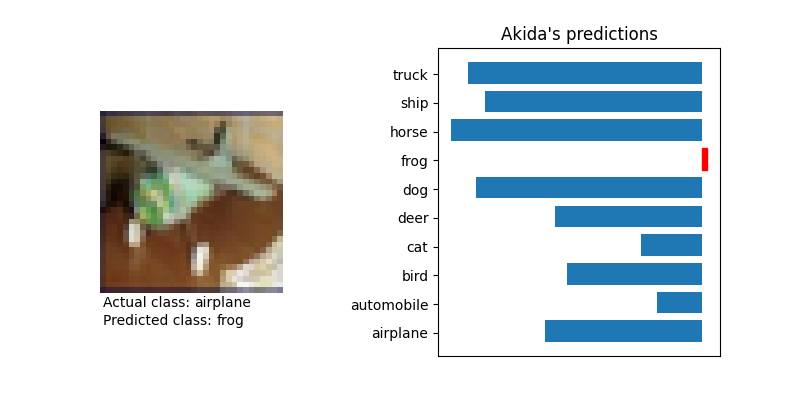 Akida's predictions
truck
ship
horse
frog
dog
deer
cat
bird
automobile
airplane
Actual class: airplane
Predicted class: frog